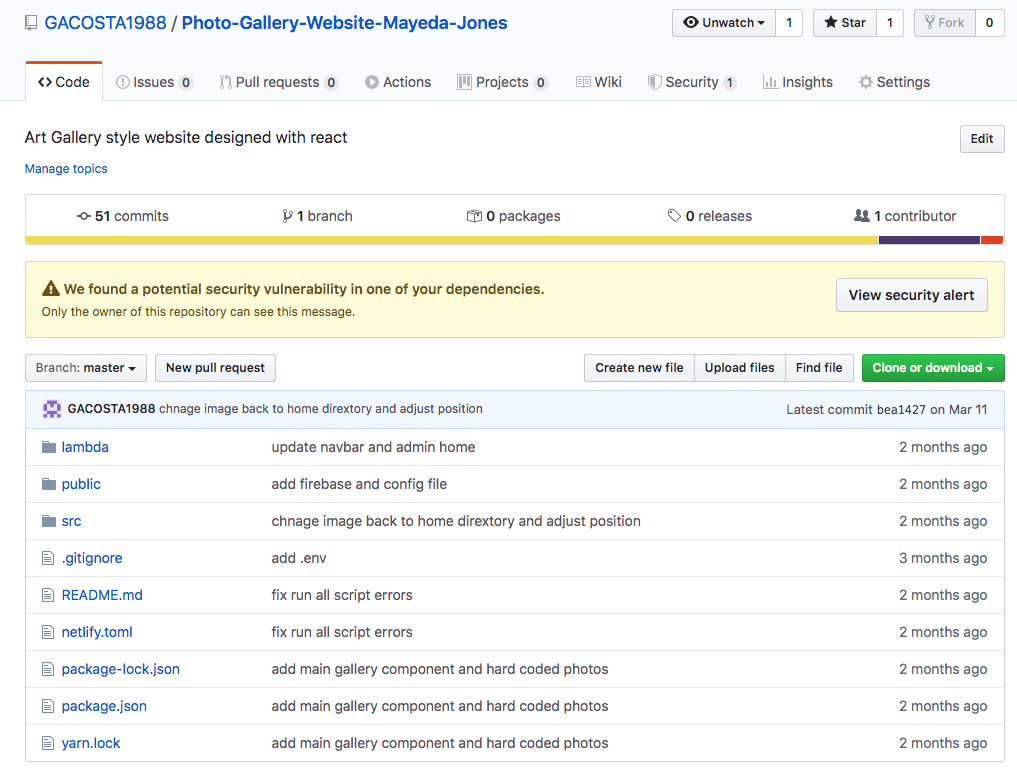 GACOSTA1988 / Photo-Gallery-Website-Mayeda-Jones Unwatch 1 Star 1 Fork 0
Code Issues 0 Pull requests 0 Actions Projects 0 Wiki Security 1 Insights Settings
Art Gallery style website designed with react Edit
Manage topics
51 commits 1 branch 0 packages 0 releases 1 contributor
We found a potential security vulnerability in one of your dependencies.
Only the owner of this repository can see this message.
View security alert
Branch: master New pull request Create new file Upload files Find file Clone or download
GACOSTA1988 chnage image back to home dirextory and adjust position Latest commit bea1427 on Mar 11
lambda update navbar and admin home 2 months ago
public add firebase and config file 2 months ago
src chnage image back to home dirextory and adjust position 2 months ago
.gitignore add .env 3 months ago
README.md fix run all script errors 2 months ago
netlify.toml fix run all script errors 2 months ago
package-lock.json add main gallery component and hard coded photos 2 months ago
package.json add main gallery component and hard coded photos 2 months ago
yarn.lock add main gallery component and hard coded photos 2 months ago